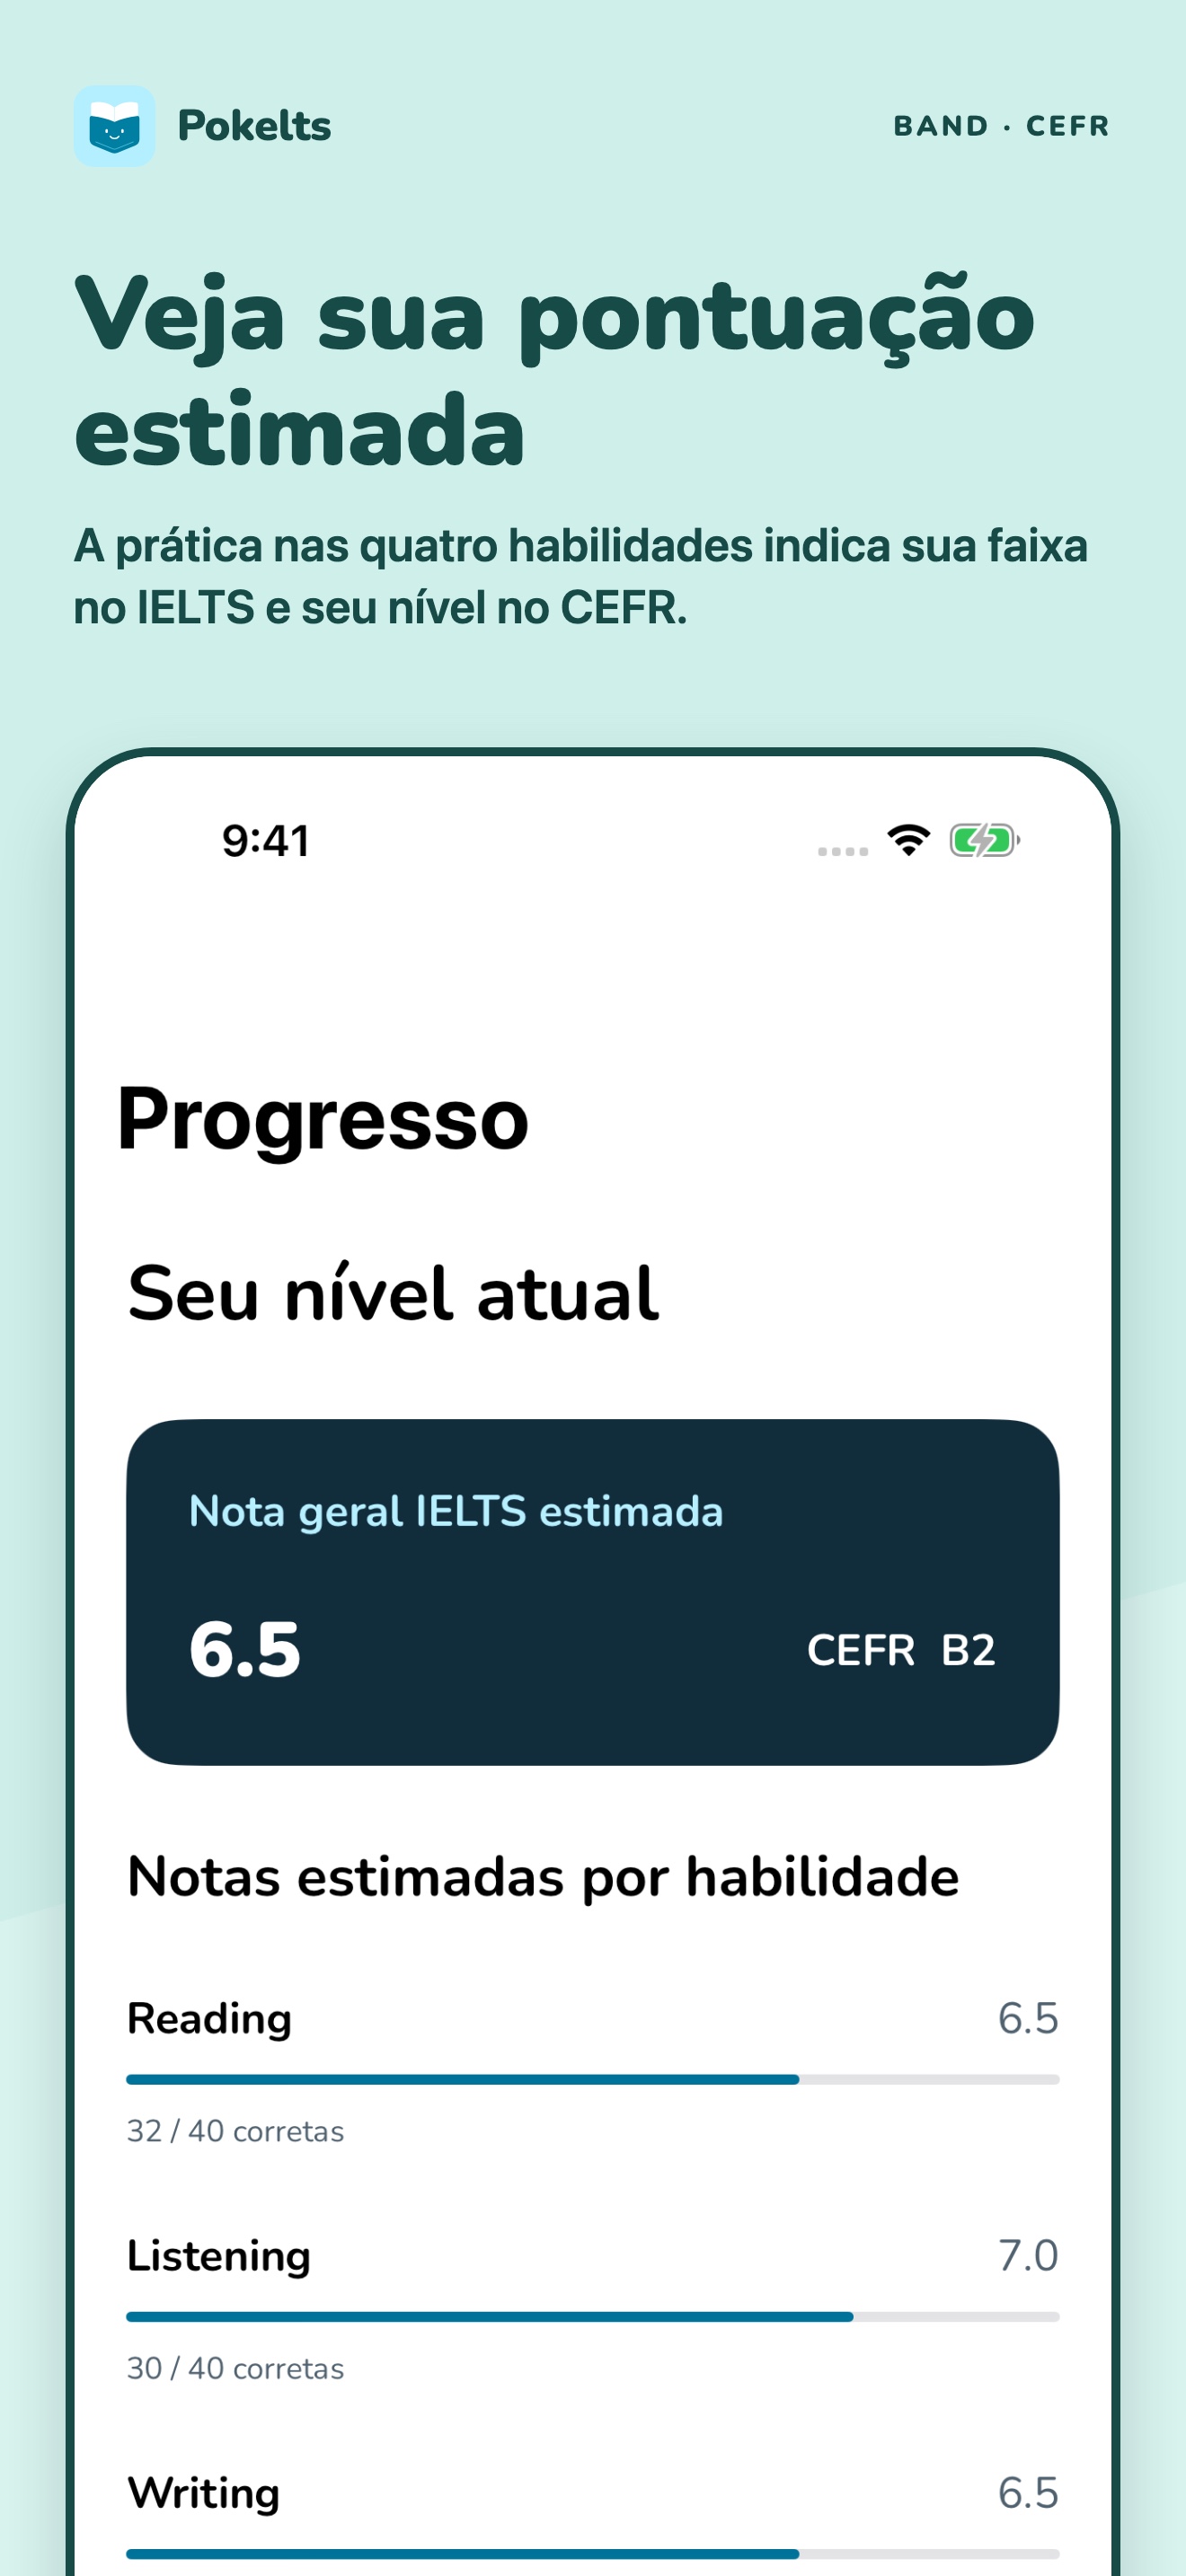 Pokelts
BAND · CEFR
Veja sua pontuação
estimada
A prática nas quatro habilidades indica sua faixa
no IELTS e seu nível no CEFR.
9:41
Progresso
Seu nível atual
Nota geral IELTS estimada
6.5
CEFR B2
Notas estimadas por habilidade
Reading
6.5
32 / 40 corretas
Listening
7.0
30 / 40 corretas
Writing
6.5